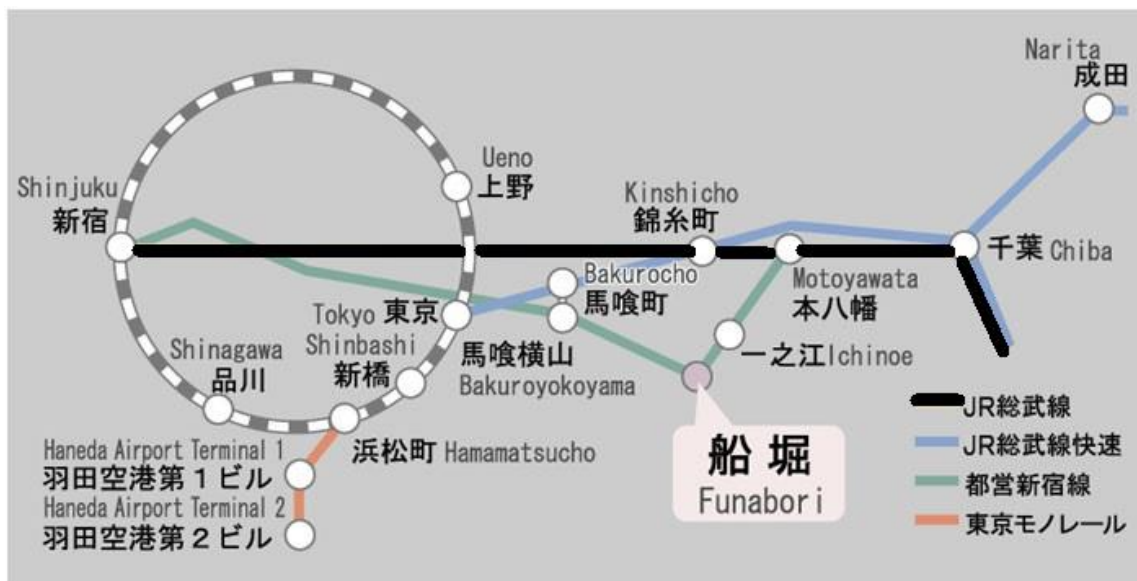 Narita
成田
Ueno
上野
Shinjuku
新宿
Kinshicho
錦糸町
千葉 Chiba
Bakurocho
馬喰町
Motoyawata
本八幡
Tokyo 東京
Shinbashi
新橋
Shinagawa
品川
馬喰横山
Bakuroyokoyama
一之江 Ichinoe
浜松町 Hamamatsucho
Haneda Airport Terminal 1
羽田空港第1ビル
Haneda Airport Terminal 2
羽田空港第2ビル
船堀
Funabori
JR総武線
JR総武線快速
都営新宿線
東京モノレール